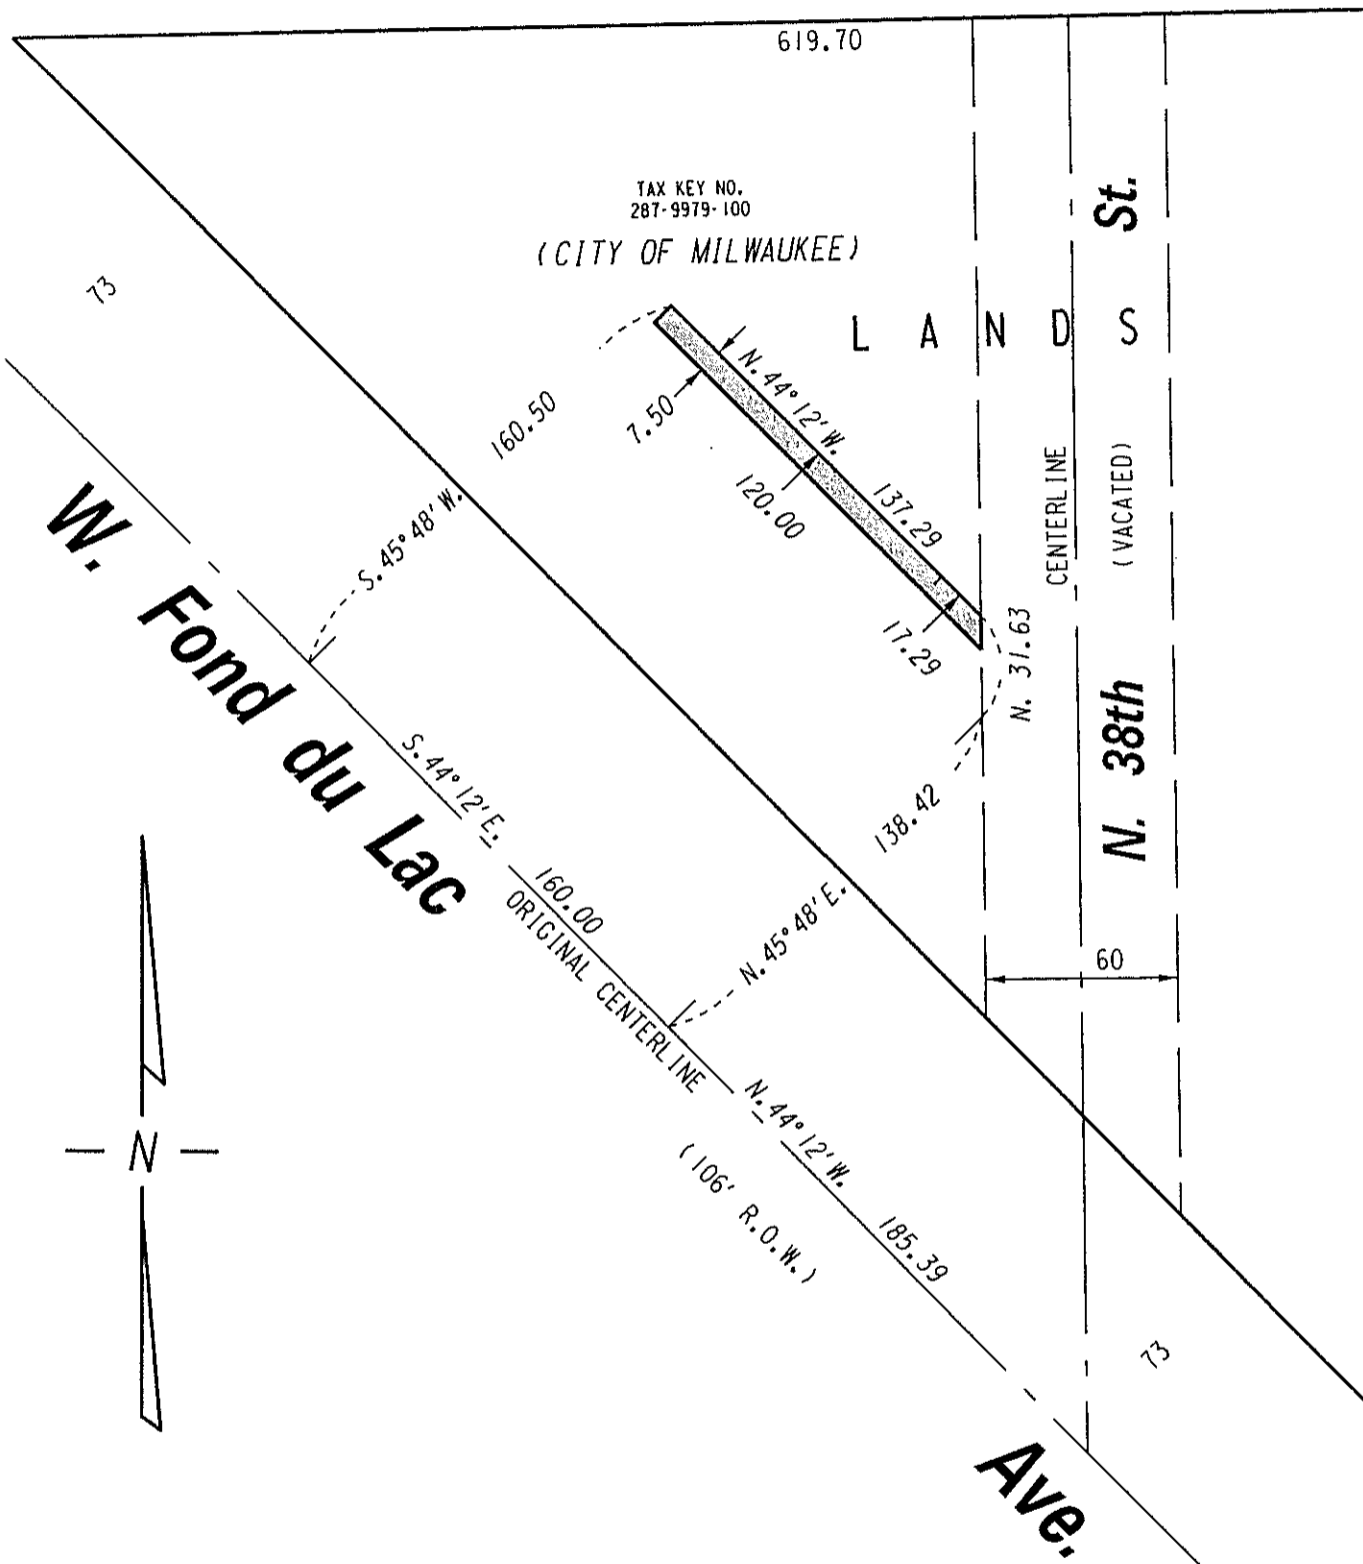 619.70
TAX KEY NO.
287-9979-100
(CITY OF MILWAUKEE)
LANDS
73
160.50
S. 45° 48' W.
7.50
N. 44° 12' W.
137.29
120.00
17.29
N. 31.63
138.42
N. 45° 48' E.
CENTERLINE
(VACATED)
N. 38th St.
60
W. Fond du Lac Ave.
S. 44° 12' E.
160.00
ORIGINAL CENTERLINE
N. 44° 12' W.
185.39
(106' R.O.W.)
73
N